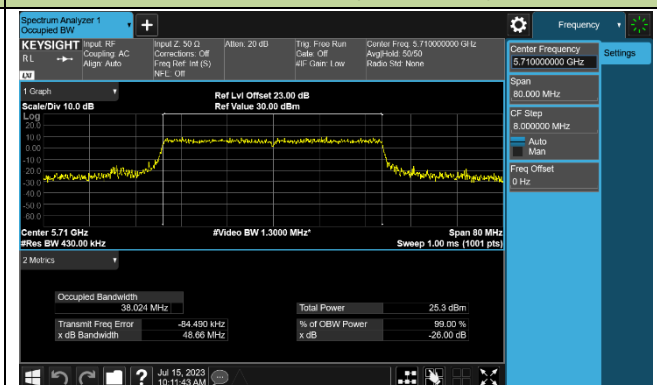 Spectrum Analyzer 1
Occupied BW
+
Frequency
KEYSIGHT
RL
Input: RF
Coupling: AC
Align: Auto
Input Z: 50 Ω
Corrections: Off
Freq Ref: Int (S)
NFE: Off
Atten: 20 dB
Trig: Free Run
Gate: Off
#IF Gain: Low
Center Freq: 5.710000000 GHz
Avg|Hold: 50/50
Radio Std: None
Center Frequency
5.710000000 GHz
Settings
Span
80.000 MHz
CF Step
8.000000 MHz
Auto
Man
Freq Offset
0 Hz
1 Graph
Scale/Div 10.0 dB
Ref Lvl Offset 23.00 dB
Ref Value 30.00 dBm
Log
20.0
10.0
0.00
-10.0
-20.0
-30.0
-40.0
-50.0
-60.0
Center 5.71 GHz
#Video BW 1.3000 MHz*
Span 80 MHz
#Res BW 430.00 kHz
Sweep 1.00 ms (1001 pts)
2 Metrics
Occupied Bandwidth
38.024 MHz
Total Power 25.3 dBm
Transmit Freq Error -84.490 kHz
% of OBW Power 99.00 %
x dB Bandwidth 48.66 MHz
x dB -26.00 dB
?
Jul 15, 2023
10:11:43 AM